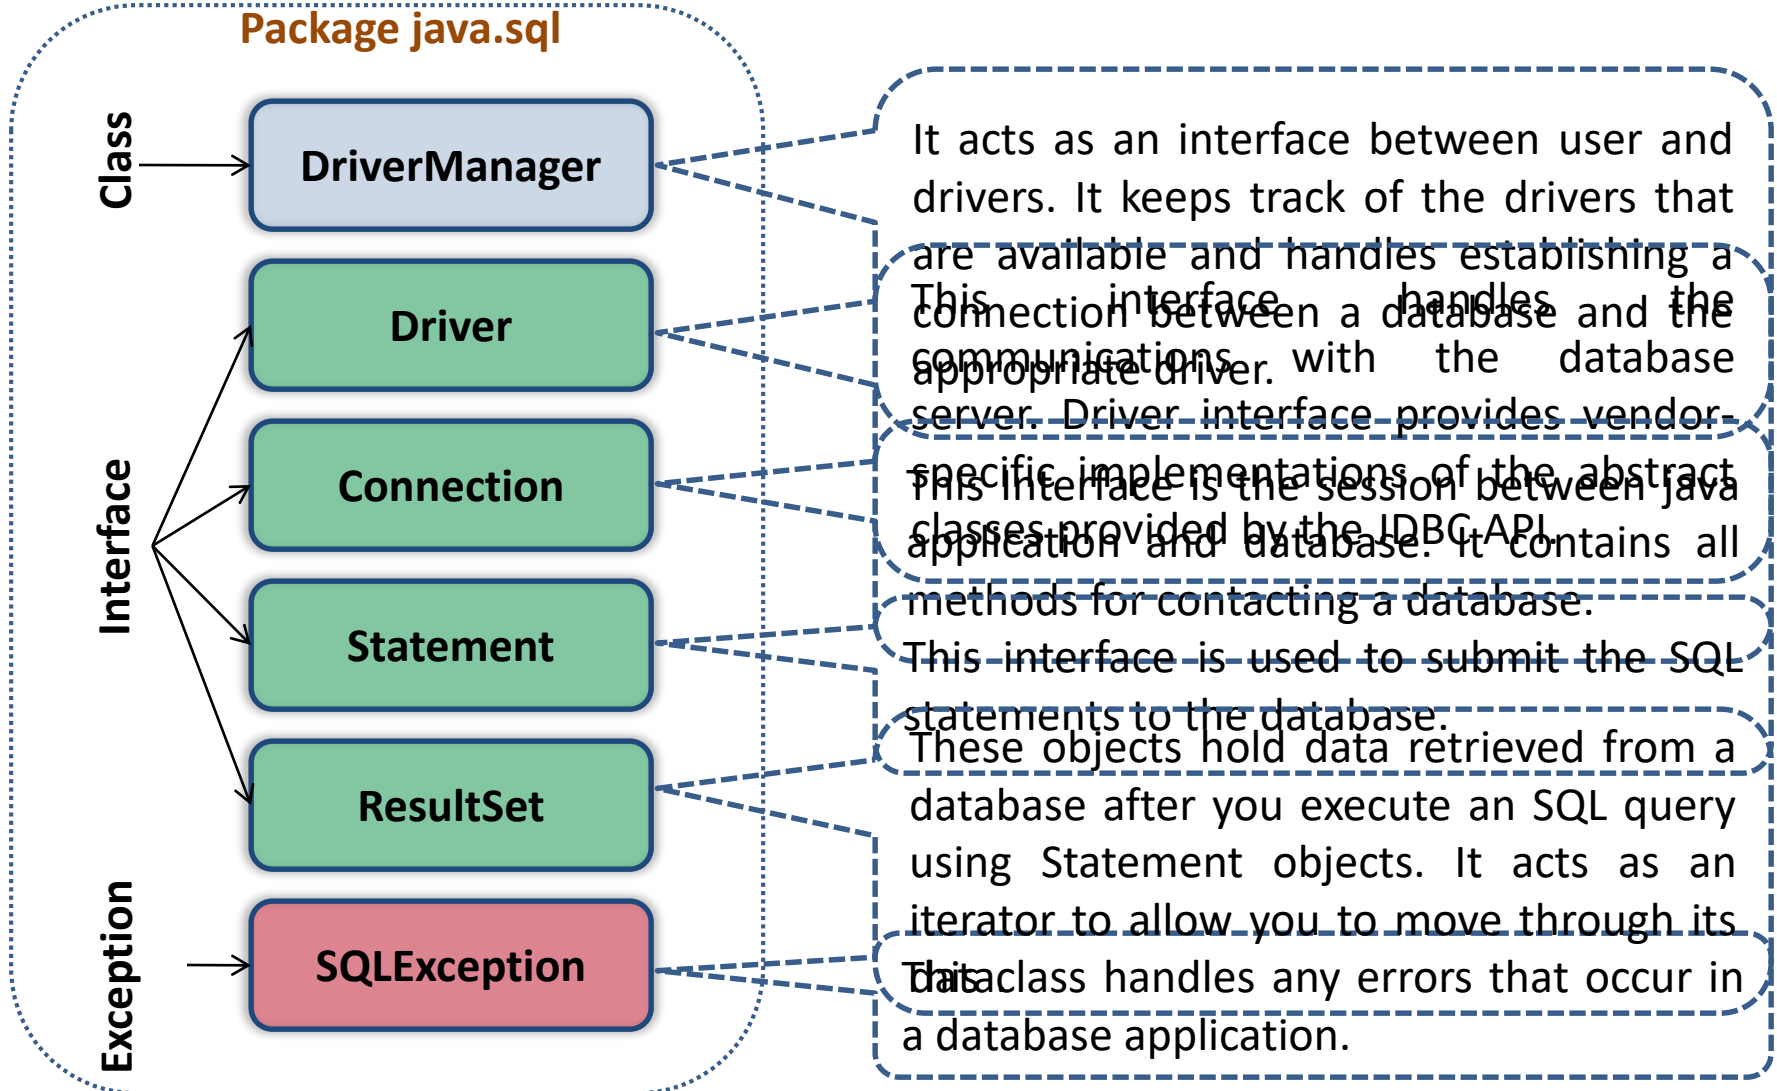 Package java.sql
Class
DriverManager
Interface
Driver
Connection
Statement
ResultSet
Exception
SQLException
It acts as an interface between user and
drivers. It keeps track of the drivers that
are available and handles establishing a
connection between a database and the
appropriate driver.
This interface handles the
communications with the database
server. Driver interface provides vendor-
specific implementations of the abstract
classes provided by the JDBC API.
This interface is the session between java
application and database. It contains all
methods for contacting a database.
This interface is used to submit the SQL
statements to the database.
These objects hold data retrieved from a
database after you execute an SQL query
using Statement objects. It acts as an
iterator to allow you to move through its
data.
This class handles any errors that occur in
a database application.